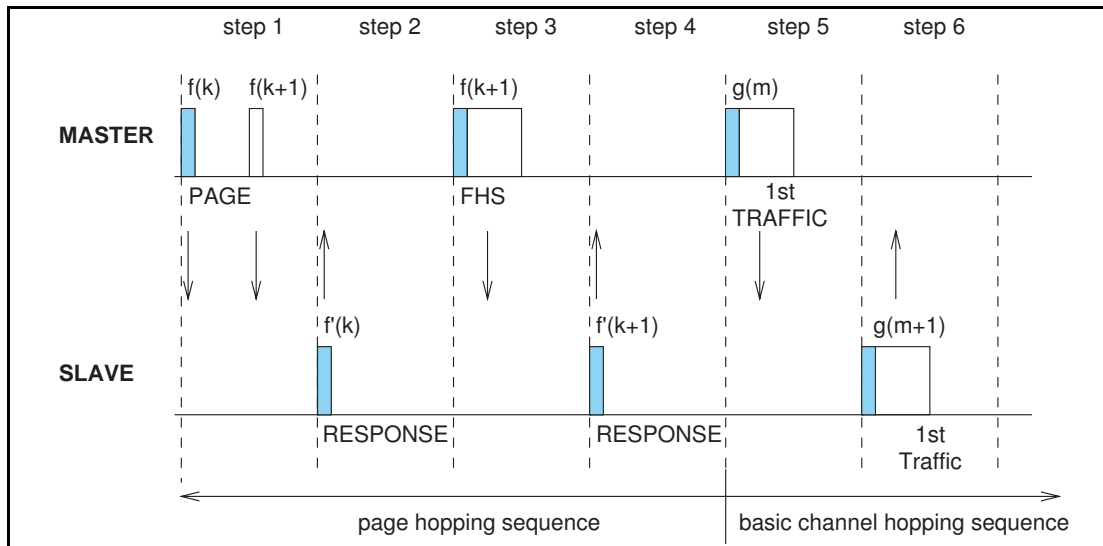 step 1 step 2 step 3 step 4 step 5 step 6
f(k) f(k+1) f(k+1) g(m)
MASTER
PAGE FHS 1st
TRAFFIC
f'(k) f'(k+1) g(m+1)
SLAVE
RESPONSE RESPONSE 1st
Traffic
page hopping sequence basic channel hopping sequence